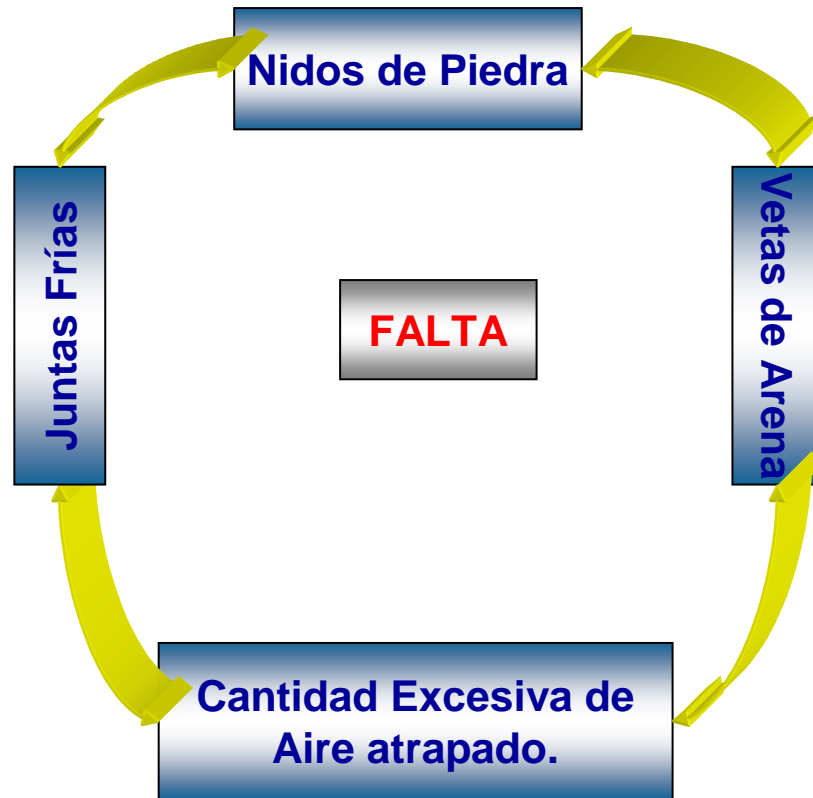 Nidos de Piedra
Juntas Frías
Vetas de Arena
FALTA
Cantidad Excesiva de
Aire atrapado.